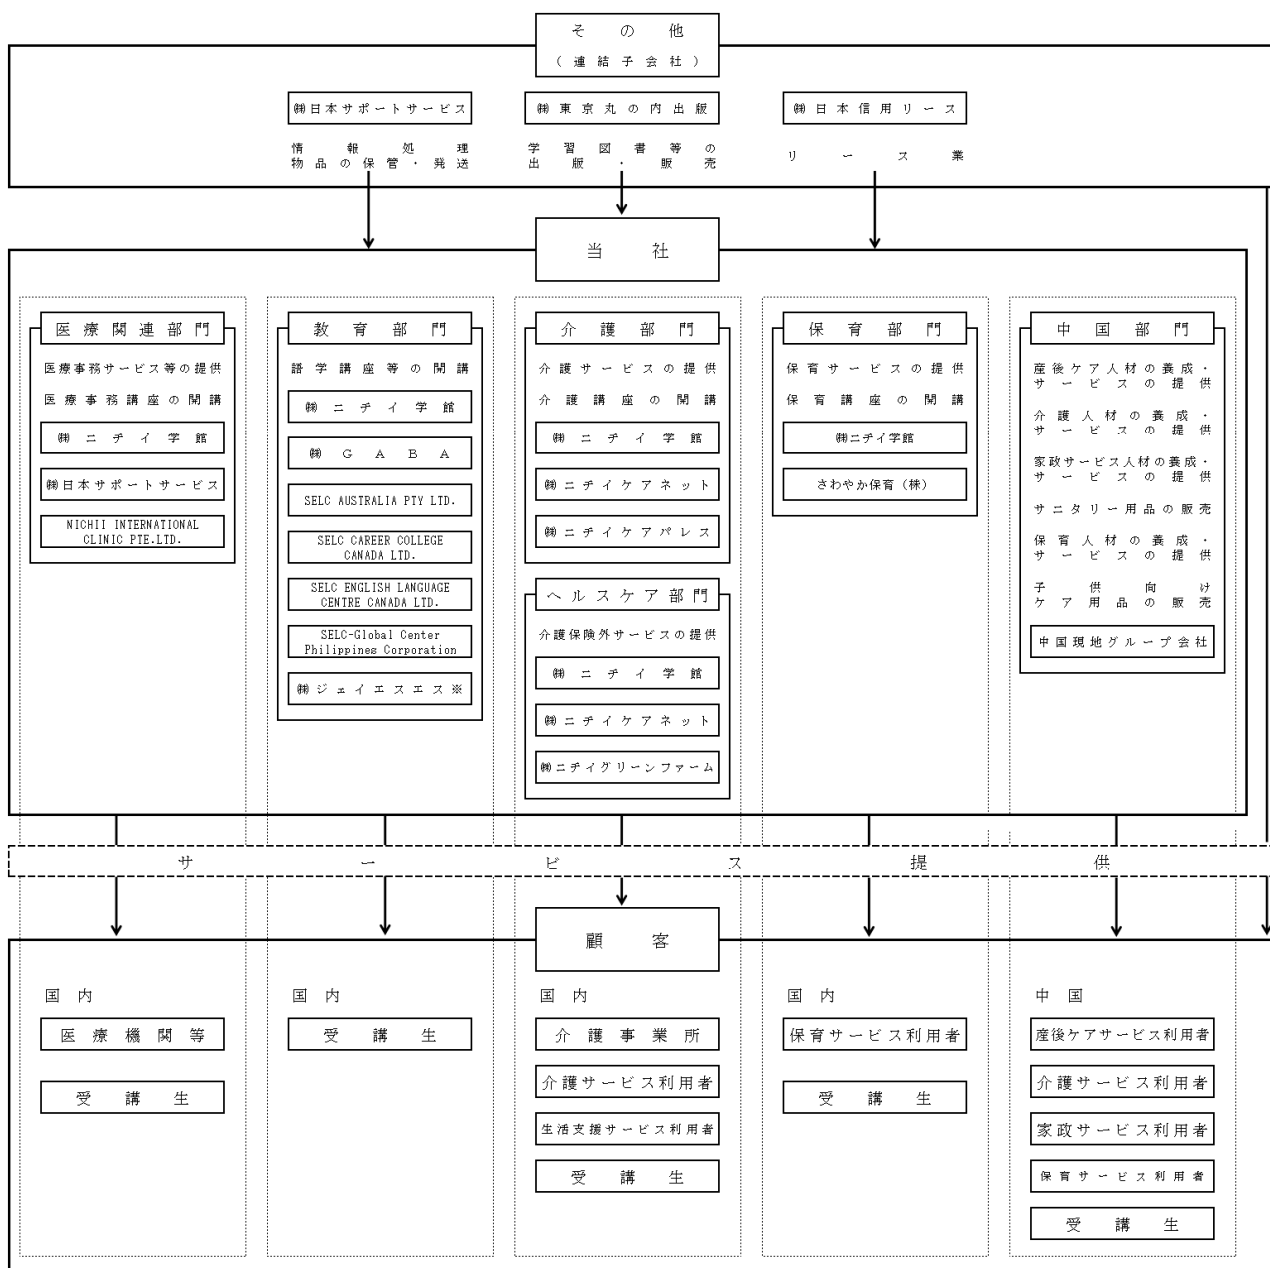 その他
(連結子会社)
㈱日本サポートサービス
情報処理
物品の保管・発送
㈱東京丸の内出版
学習図書等の
出版・販売
㈱日本信用リース
リース業
当社
医療関連部門
医療事務サービス等の提供
医療事務講座の開講
㈱ニチイ学館
㈱日本サポートサービス
NICHII INTERNATIONAL
CLINIC PTE.LTD.
教育部門
語学講座等の開講
㈱ニチイ学館
㈱GABA
SELC AUSTRALIA PTY LTD.
SELC CAREER COLLEGE
CANADA LTD.
SELC ENGLISH LANGUAGE
CENTRE CANADA LTD.
SELC-Global Center
Philippines Corporation
㈱ジェイエスエス※
介護部門
介護サービスの提供
介護講座の開講
㈱ニチイ学館
㈱ニチイケアネット
㈱ニチイケアパレス
ヘルスケア部門
介護保険外サービスの提供
㈱ニチイ学館
㈱ニチイケアネット
㈱ニチイグリーンファーム
保育部門
保育サービスの提供
保育講座の開講
㈱ニチイ学館
さわやか保育(株)
中国部門
産後ケア人材の養成・
サービスの提供
介護人材の養成・
サービスの提供
家政サービス人材の養成・
サービスの提供
サニタリー用品の販売
保育人材の養成・
サービスの提供
子供向け
ケア用品の販売
中国現地グループ会社
サービス提供
顧客
国内
医療機関等
受講生
国内
受講生
国内
介護事業所
介護サービス利用者
生活支援サービス利用者
受講生
国内
保育サービス利用者
受講生
中国
産後ケアサービス利用者
介護サービス利用者
家政サービス利用者
保育サービス利用者
受講生